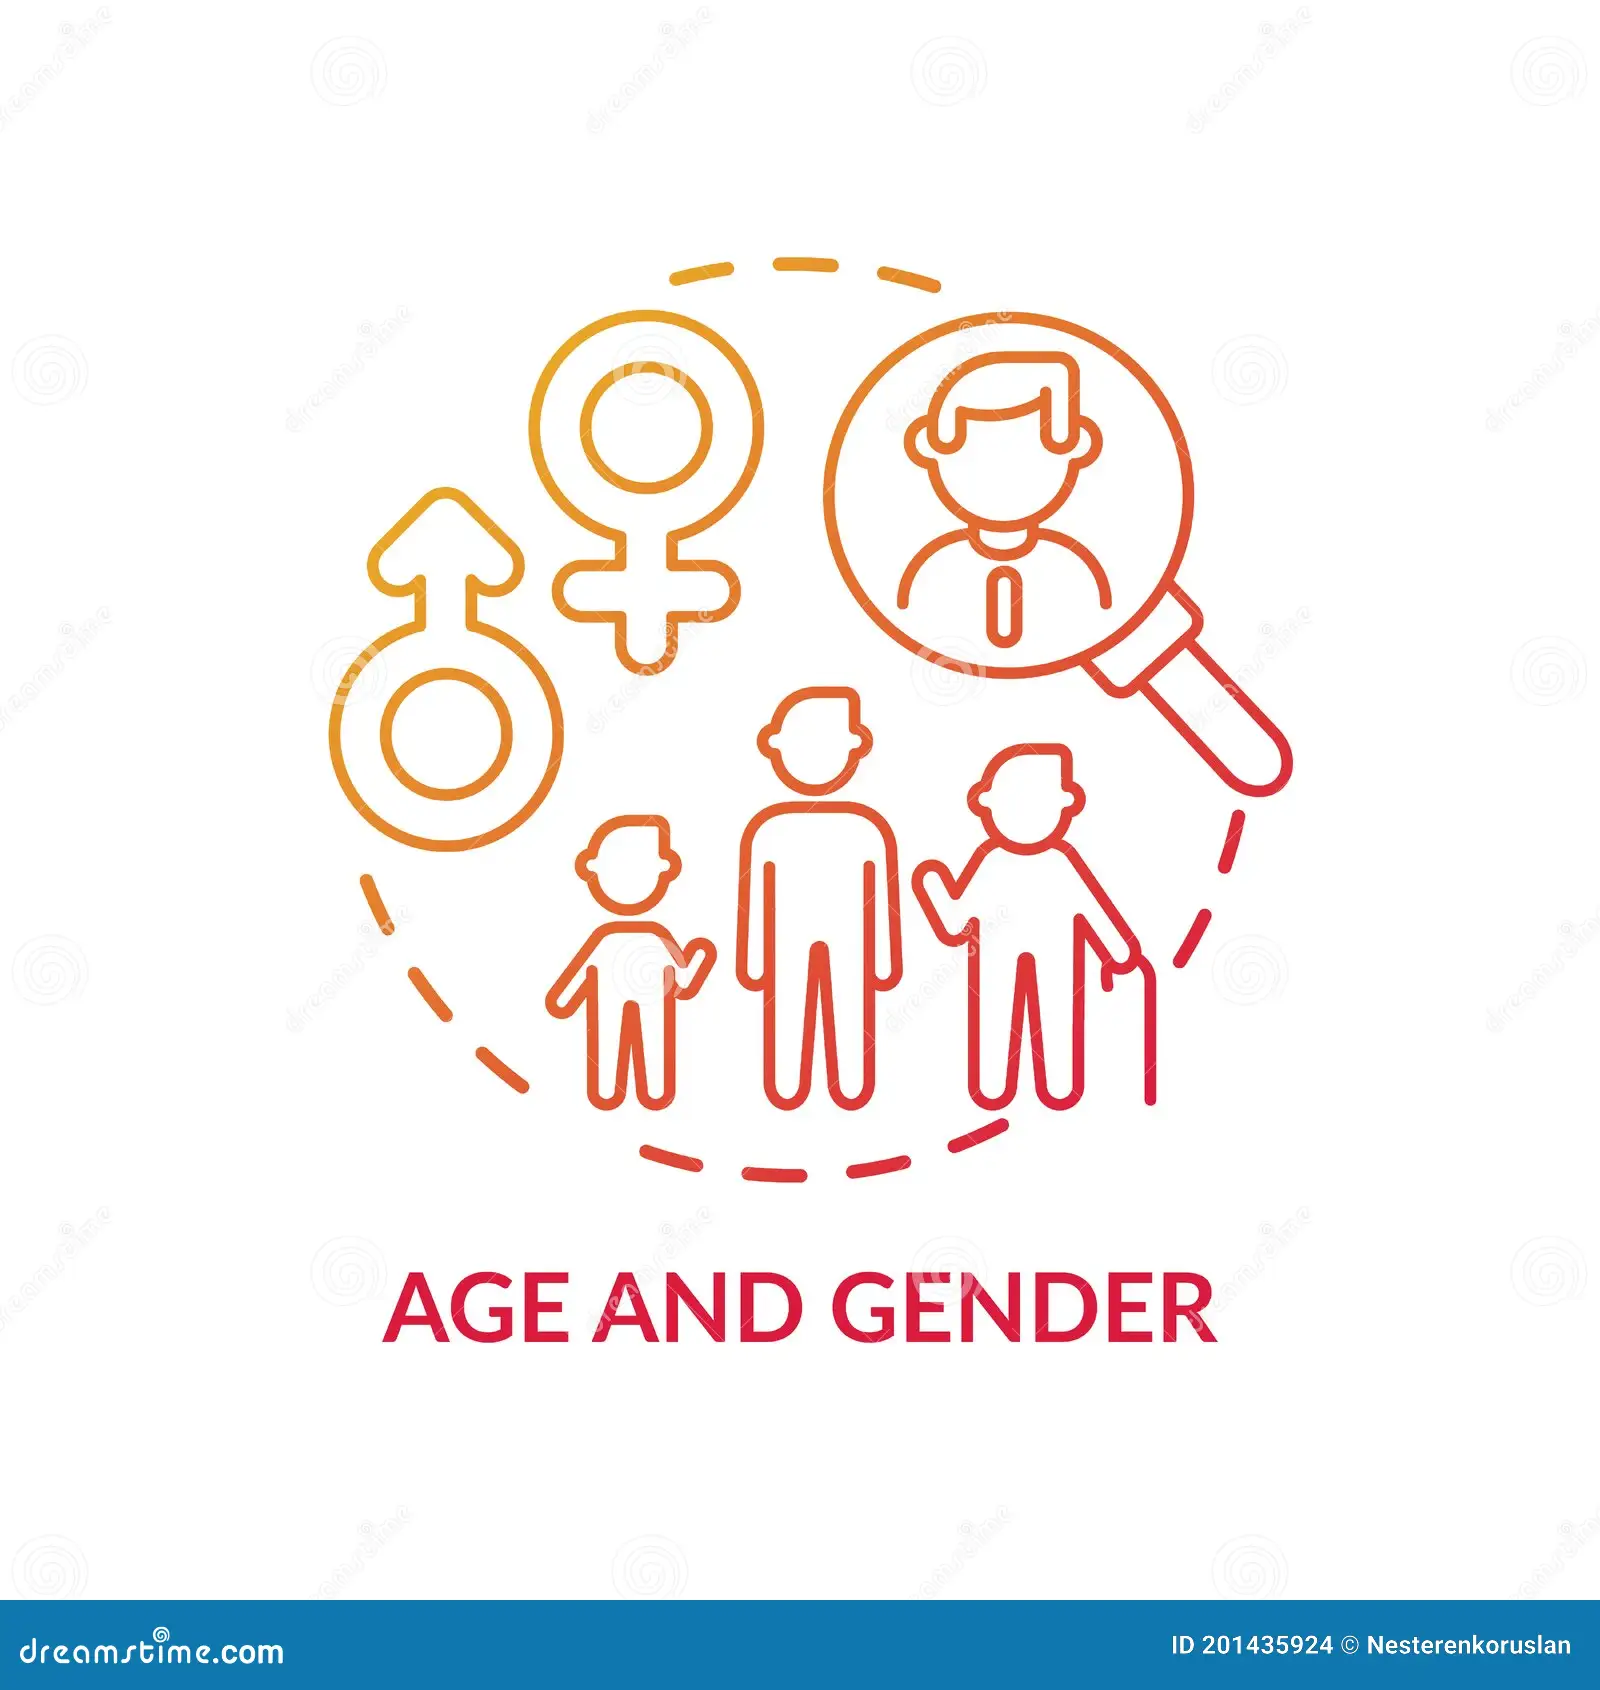 AGE AND GENDER
dreamstime.com
ID 201435924 © Nesterenkoruslan